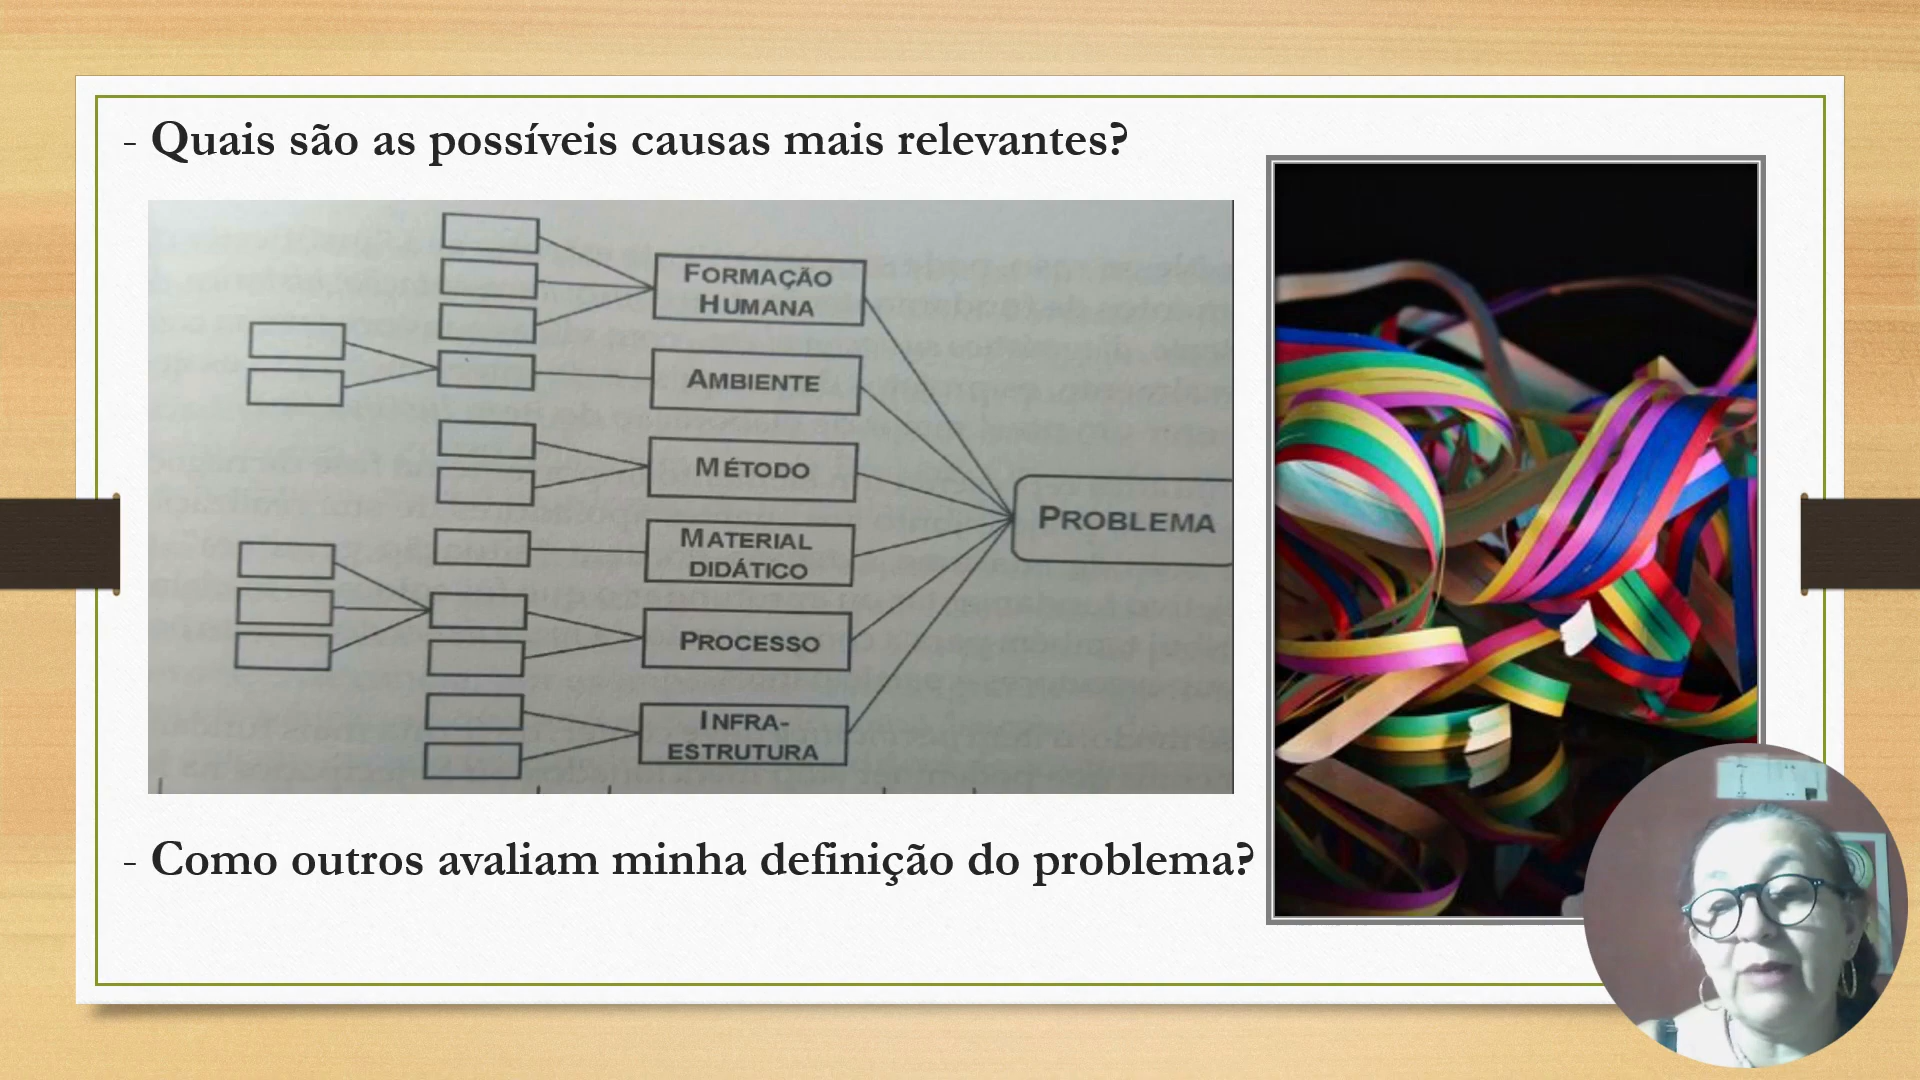 - Quais são as possíveis causas mais relevantes?
FORMAÇÃO
HUMANA
AMBIENTE
MÉTODO
MATERIAL
DIDÁTICO
PROBLEMA
PROCESSO
INFRA-
ESTRUTURA
- Como outros avaliam minha definição do problema?